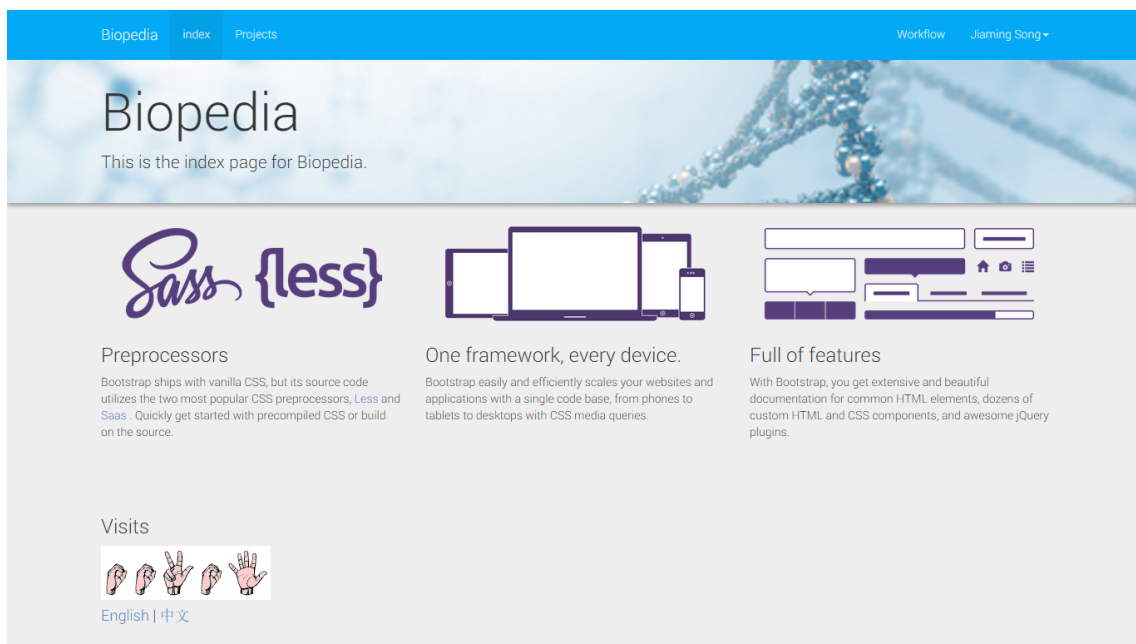 Biopedia index Projects Workflow Jiaming Song
Biopedia
This is the index page for Biopedia.
Sass {less}
Preprocessors
Bootstrap ships with vanilla CSS, but its source code
utilizes the two most popular CSS preprocessors, Less and
Saas . Quickly get started with precompiled CSS or build
on the source.
One framework, every device.
Bootstrap easily and efficiently scales your websites and
applications with a single code base, from phones to
tablets to desktops with CSS media queries.
Full of features
With Bootstrap, you get extensive and beautiful
documentation for common HTML elements, dozens of
custom HTML and CSS components, and awesome jQuery
plugins.
Visits
English | 中文